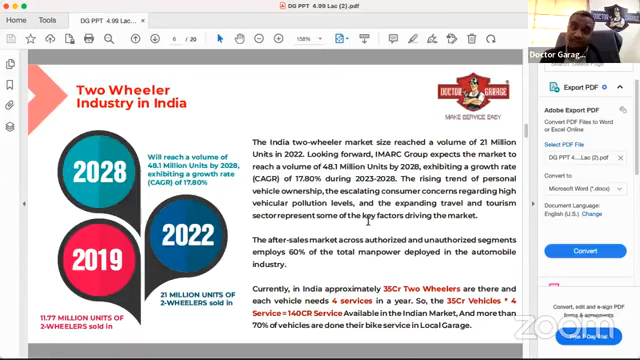 DG PPT 4.99 Lac (2).pdf
Home
Tools
DG PPT 4.99 Lac...
6 / 20
158%
Doctor Garag...
Two Wheeler
Industry in India
DOCTOR GARAGE
MAKE SERVICE EASY
2028
Will reach a volume of
48.1 Million Units by 2028,
exhibiting a growth rate
(CAGR) of 17.80%
2022
2019
21 MILLION UNITS OF
2-WHEELERS sold in
11.77 MILLION UNITS OF
2-WHEELERS sold in
The India two-wheeler market size reached a volume of 21 Million
Units in 2022. Looking forward, IMARC Group expects the market to
reach a volume of 48.1 Million Units by 2028, exhibiting a growth rate
(CAGR) of 17.80% during 2023-2028. The rising trend of personal
vehicle ownership, the escalating consumer concerns regarding high
vehicular pollution levels, and the expanding travel and tourism
sector represent some of the key factors driving the market.
The after-sales market across authorized and unauthorized segments
employs 60% of the total manpower deployed in the automobile
industry.
Currently, in India approximately 35Cr Two Wheelers are there and
each vehicle needs 4 services in a year. So, the 35Cr Vehicles * 4
Service = 140CR Service Available in the Indian Market, And more than
70% of vehicles are done their bike service in Local Garage.
Export PDF
Adobe Export PDF
Convert PDF Files to Word
or Excel Online
Select PDF File
DG PPT 4....Lac(2).pdf
Convert to
Microsoft Word (*.docx)
Document Language:
English (U.S.) Change
Convert
Convert, edit and e-sign PDF
forms & agreements
LIVE ON
zoom